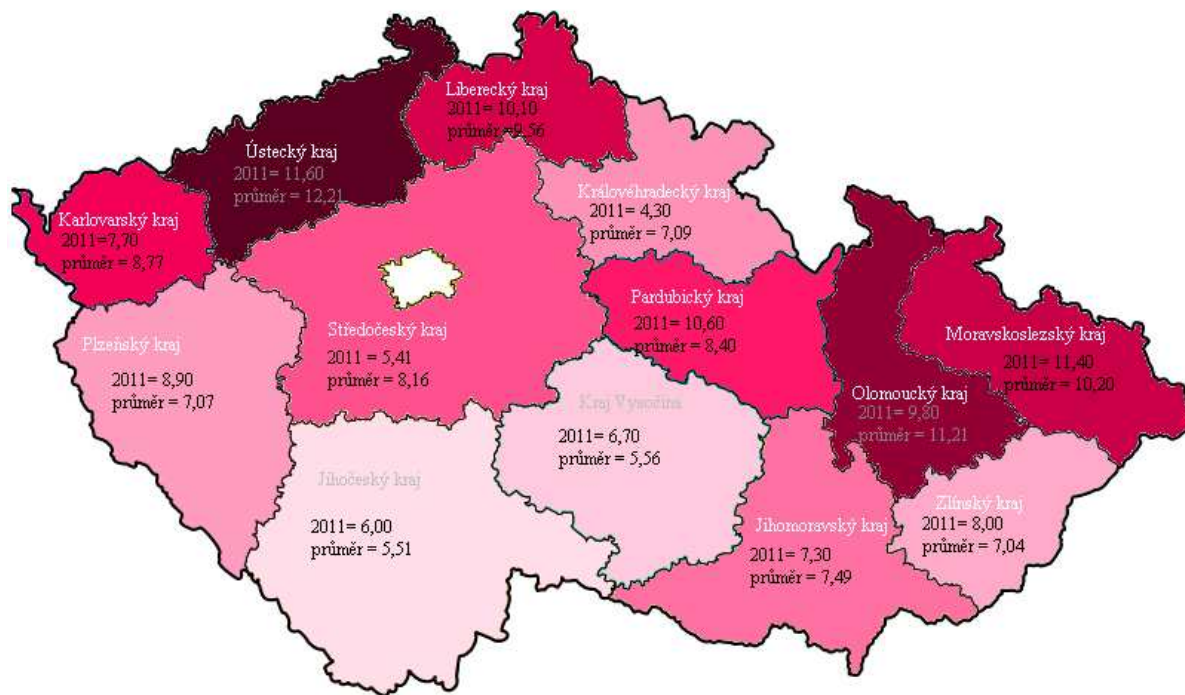 Liberecký kraj
2011= 10,10
průměr =9,56
Ústecký kraj
2011= 11,60
průměr = 12,21
Královéhradecký kraj
2011= 4,30
průměr = 7,09
Karlovarský kraj
2011=7,70
průměr = 8,77
Pardubický kraj
2011= 10,60
průměr = 8,40
Středočeský kraj
2011 = 5,41
průměr = 8,16
Moravskoslezský kraj
2011= 11,40
průměr = 10,20
Plzeňský kraj
2011= 8,90
průměr = 7,07
Olomoucký kraj
2011= 9,80
průměr = 11,21
Kraj Vysočina
2011= 6,70
průměr = 5,56
Jihočeský kraj
2011= 6,00
průměr = 5,51
Zlínský kraj
2011= 8,00
průměr = 7,04
Jihomoravský kraj
2011= 7,30
průměr = 7,49